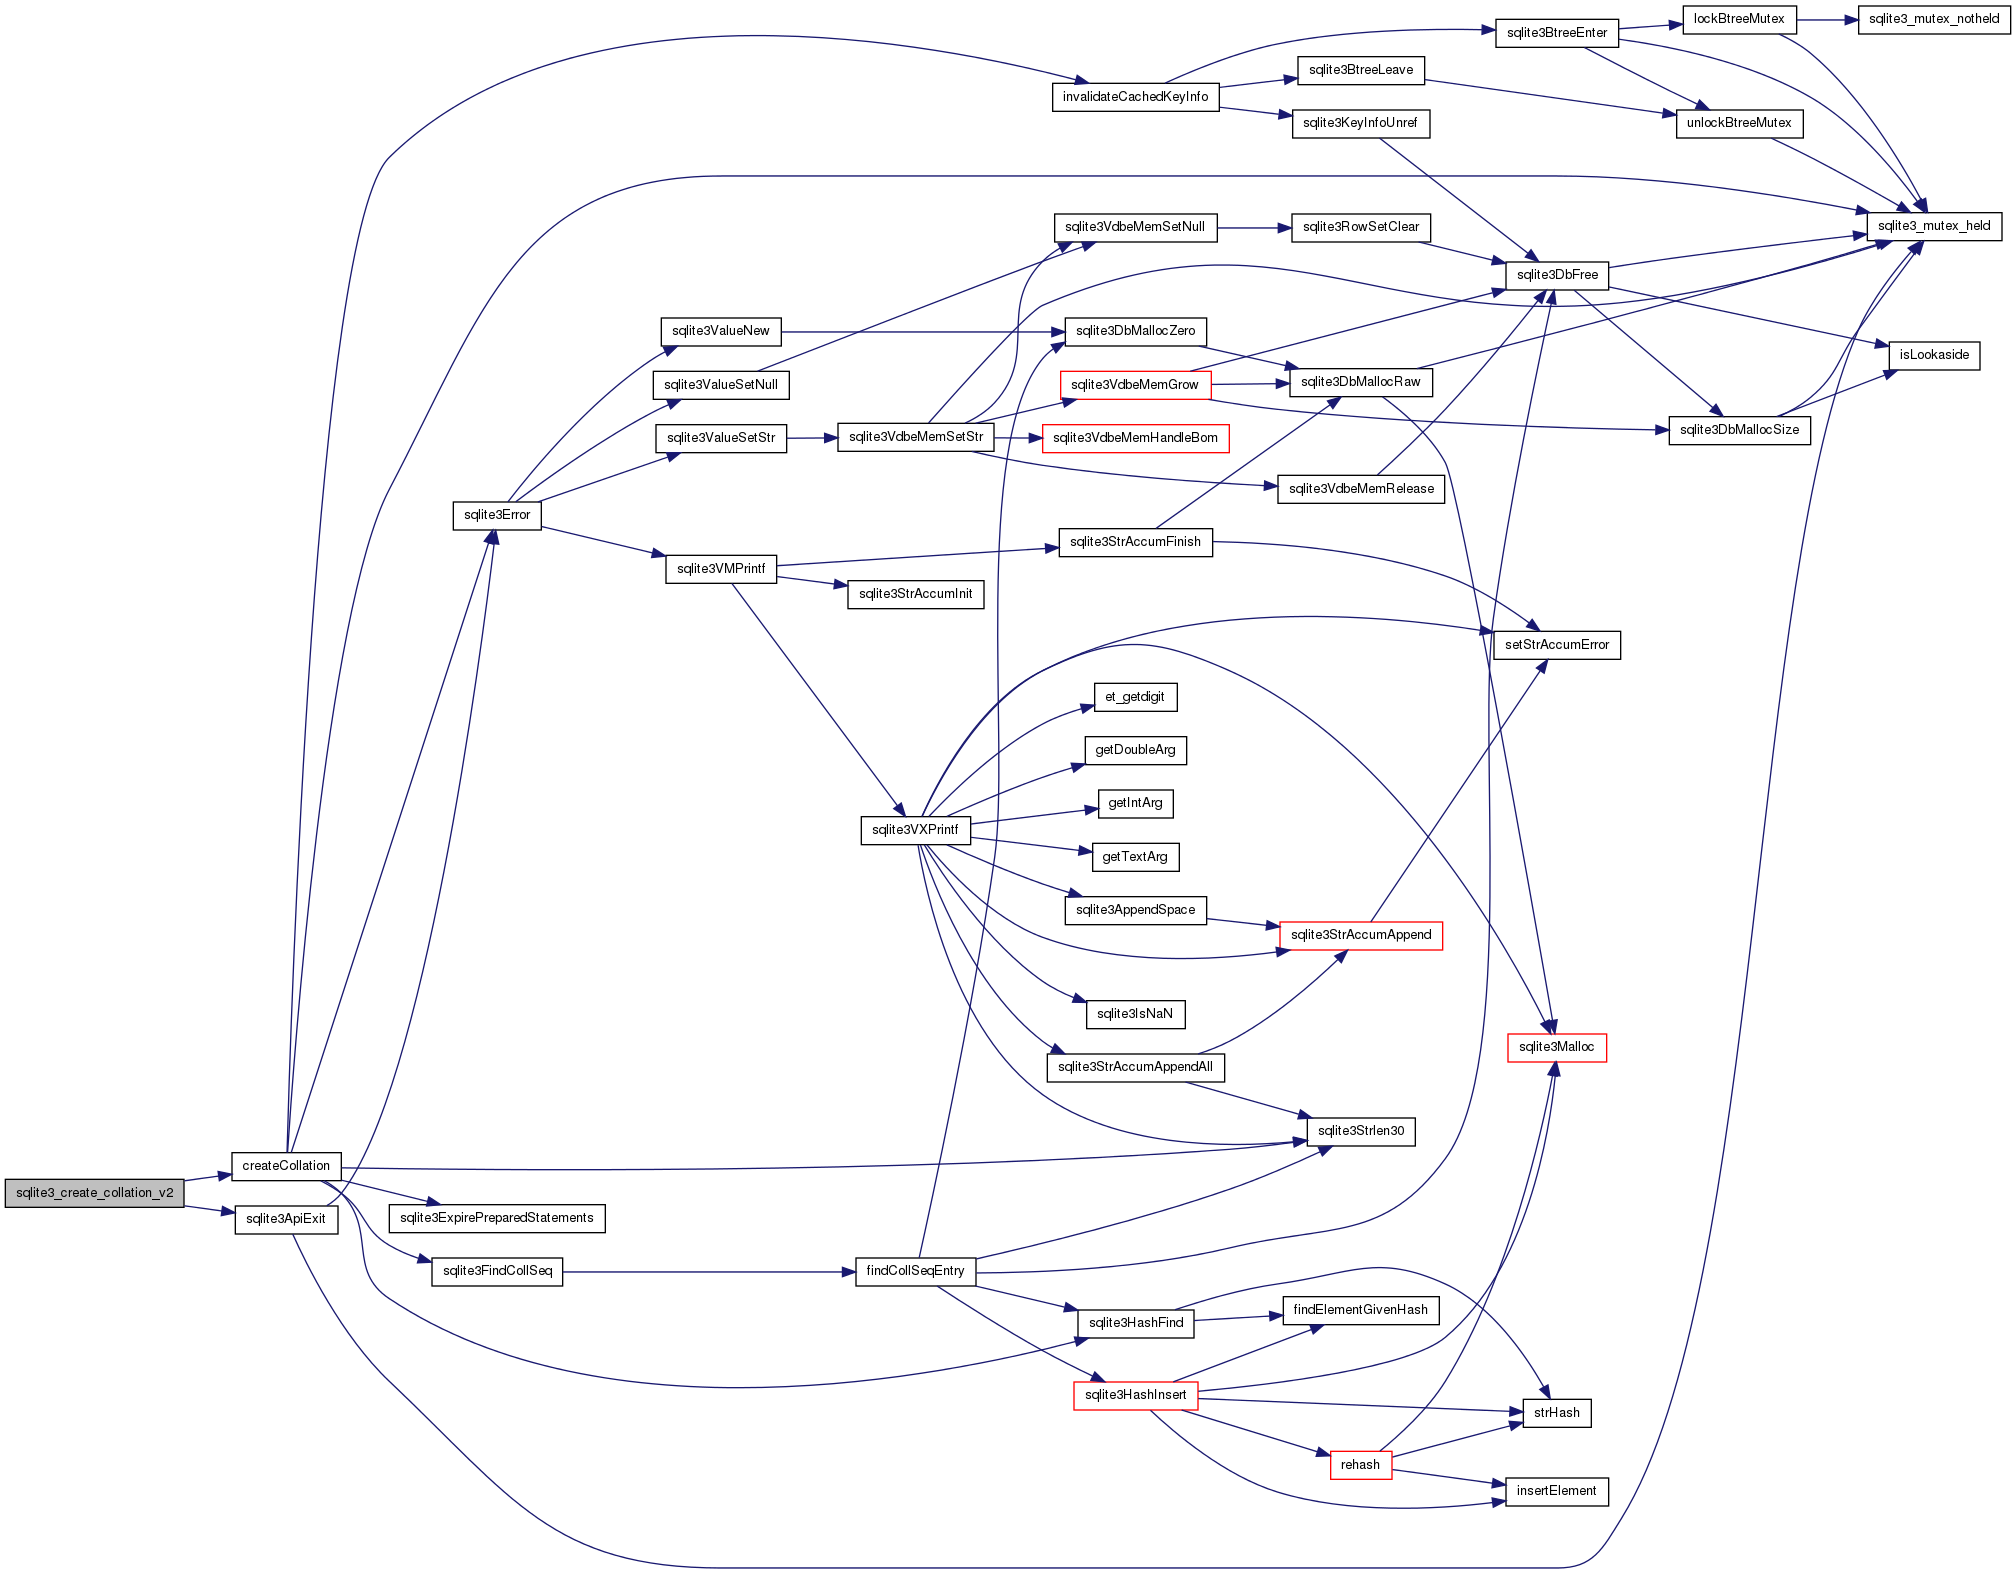 lockBtreeMutex
sqlite3_mutex_notheld
sqlite3BtreeEnter
sqlite3BtreeLeave
invalidateCachedKeyInfo
sqlite3KeyInfoUnref
unlockBtreeMutex
sqlite3VdbeMemSetNull
sqlite3RowSetClear
sqlite3_mutex_held
sqlite3DbFree
sqlite3ValueNew
sqlite3DbMallocZero
isLookaside
sqlite3ValueSetNull
sqlite3VdbeMemGrow
sqlite3DbMallocRaw
sqlite3ValueSetStr
sqlite3VdbeMemSetStr
sqlite3VdbeMemHandleBom
sqlite3DbMallocSize
sqlite3VdbeMemRelease
sqlite3Error
sqlite3StrAccumFinish
sqlite3VMPrintf
sqlite3StrAccumInit
setStrAccumError
et_getdigit
getDoubleArg
getIntArg
sqlite3VXPrintf
getTextArg
sqlite3AppendSpace
sqlite3StrAccumAppend
sqlite3IsNaN
sqlite3Malloc
sqlite3StrAccumAppendAll
sqlite3Strlen30
createCollation
sqlite3_create_collation_v2
sqlite3ApiExit
sqlite3ExpirePreparedStatements
sqlite3FindCollSeq
findCollSeqEntry
findElementGivenHash
sqlite3HashFind
sqlite3HashInsert
strHash
rehash
insertElement